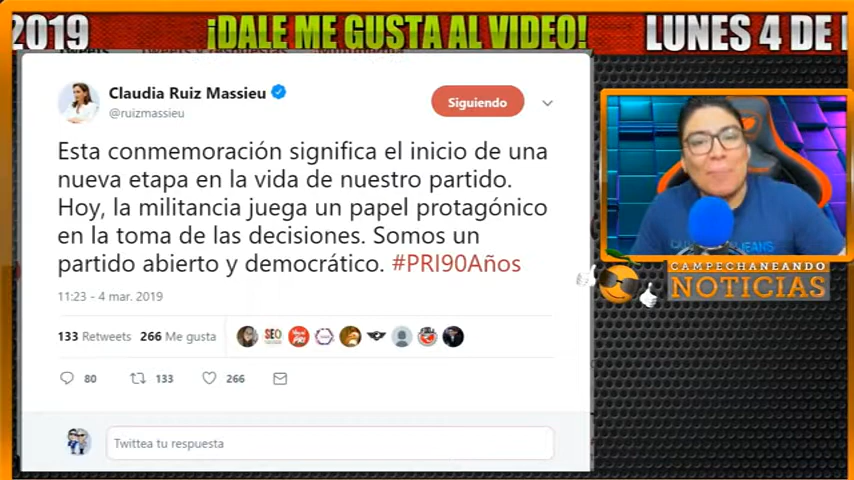 2019
¡DALE ME GUSTA AL VIDEO!
LUNES 4 DE
Claudia Ruiz Massieu
@ruizmassieu
Siguiendo
Esta conmemoración significa el inicio de una
nueva etapa en la vida de nuestro partido.
Hoy, la militancia juega un papel protagónico
en la toma de las decisiones. Somos un
partido abierto y democrático. #PRI90Años
11:23 - 4 mar. 2019
133 Retweets 266 Me gusta
SEO
PRI
80 133 266
Twittea tu respuesta
JEANS
CAMPECHANEANDO
NOTICIAS